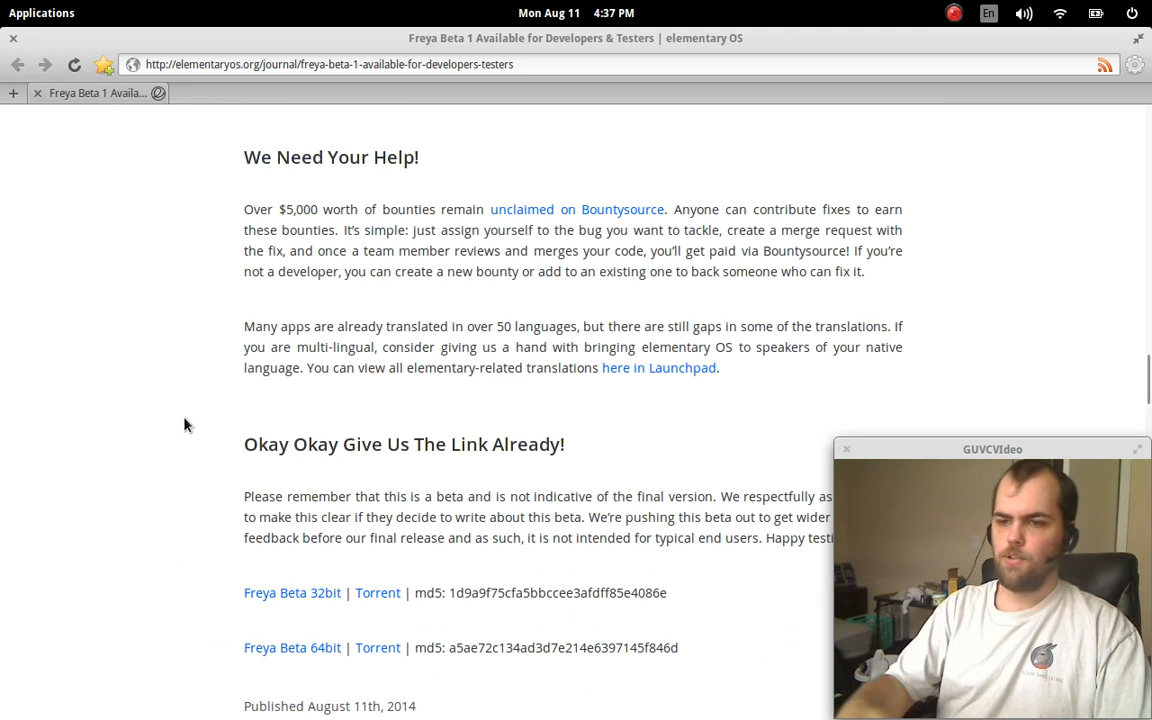 Applications
Mon Aug 11 4:37 PM
En
Freya Beta 1 Available for Developers & Testers | elementary OS
http://elementaryos.org/journal/freya-beta-1-available-for-developers-testers
Freya Beta 1 Availa...
We Need Your Help!
Over $5,000 worth of bounties remain unclaimed on Bountysource. Anyone can contribute fixes to earn
these bounties. It's simple: just assign yourself to the bug you want to tackle, create a merge request with
the fix, and once a team member reviews and merges your code, you'll get paid via Bountysource! If you're
not a developer, you can create a new bounty or add to an existing one to back someone who can fix it.
Many apps are already translated in over 50 languages, but there are still gaps in some of the translations. If
you are multi-lingual, consider giving us a hand with bringing elementary OS to speakers of your native
language. You can view all elementary-related translations here in Launchpad.
Okay Okay Give Us The Link Already!
Please remember that this is a beta and is not indicative of the final version. We respectfully as
to make this clear if they decide to write about this beta. We're pushing this beta out to get wider
feedback before our final release and as such, it is not intended for typical end users. Happy testi
Freya Beta 32bit | Torrent | md5: 1d9a9f75cfa5bbccee3afdff85e4086e
Freya Beta 64bit | Torrent | md5: a5ae72c134ad3d7e214e6397145f846d
Published August 11th, 2014
GUVCVIdeo